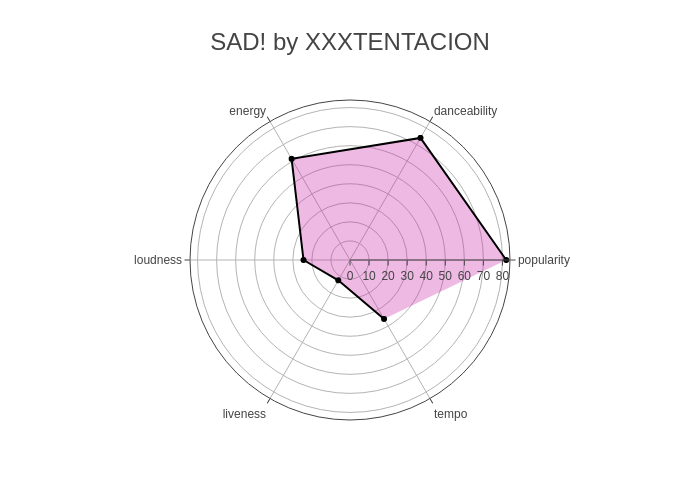 SAD! by XXXTENTACION
energy
danceability
loudness
popularity
0 10 20 30 40 50 60 70 80
liveness
tempo